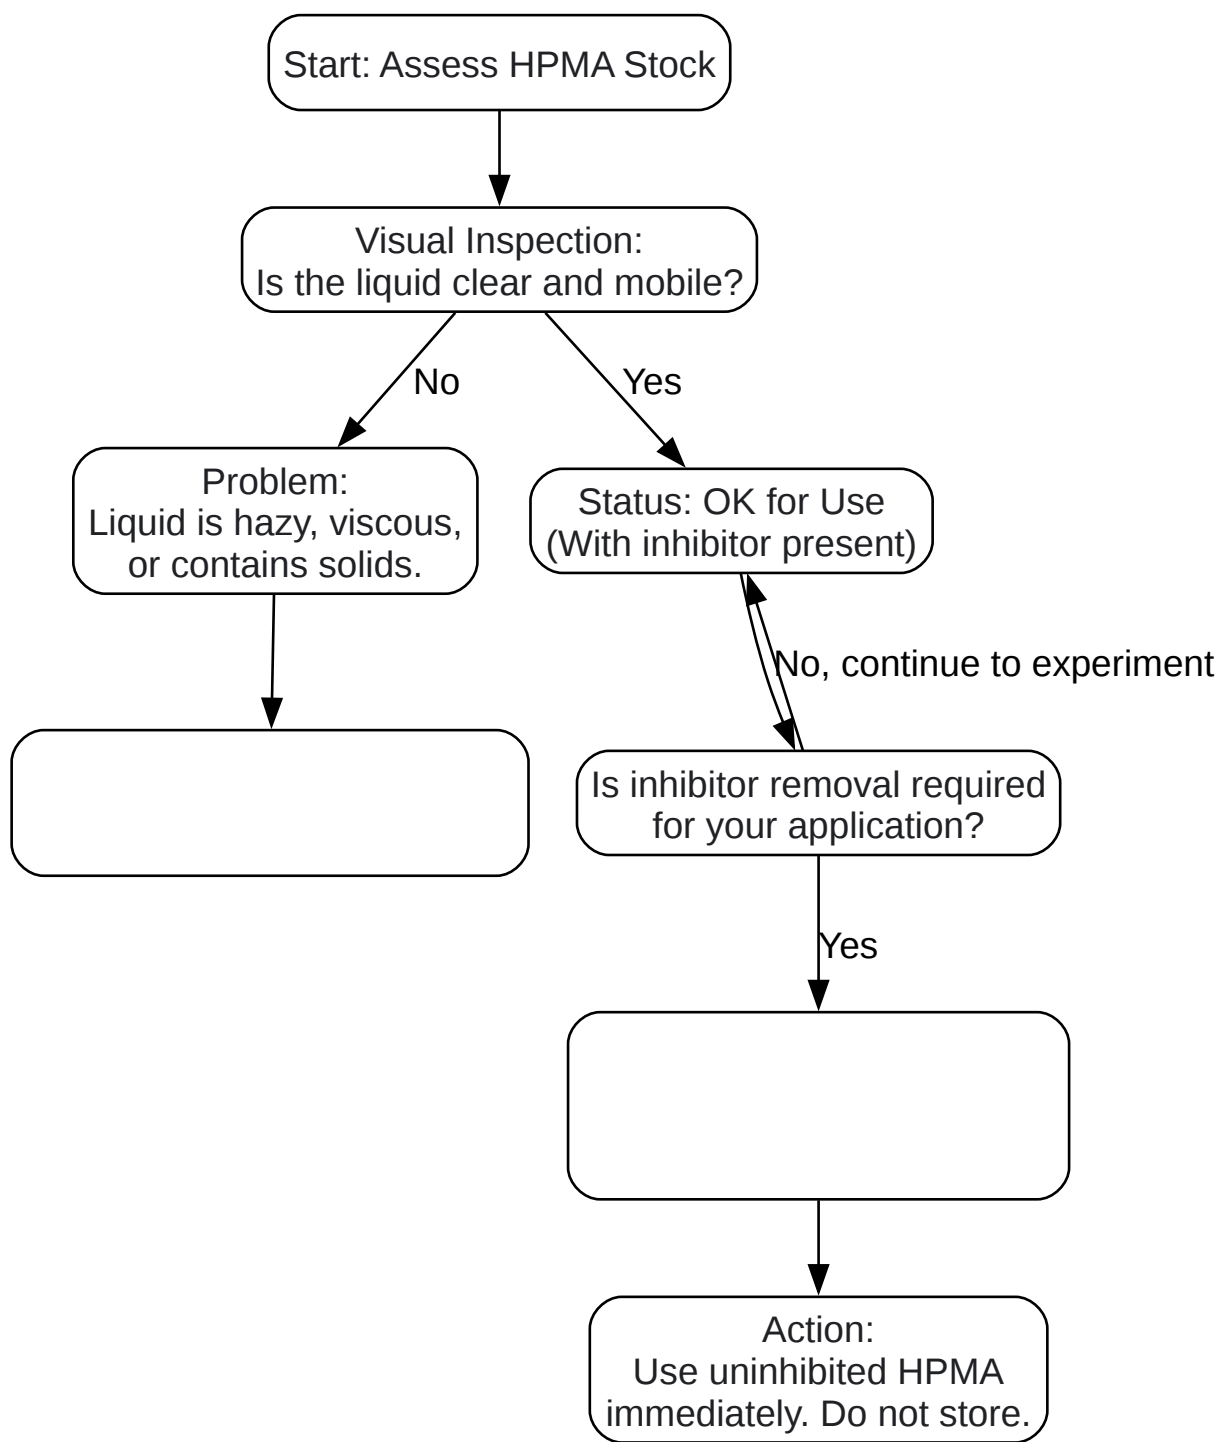 Start: Assess HPMA Stock
Visual Inspection:
Is the liquid clear and mobile?
No
Yes
Problem:
Liquid is hazy, viscous,
or contains solids.
Status: OK for Use
(With inhibitor present)
No, continue to experiment
Is inhibitor removal required
for your application?
Yes
Action:
Use uninhibited HPMA
immediately. Do not store.